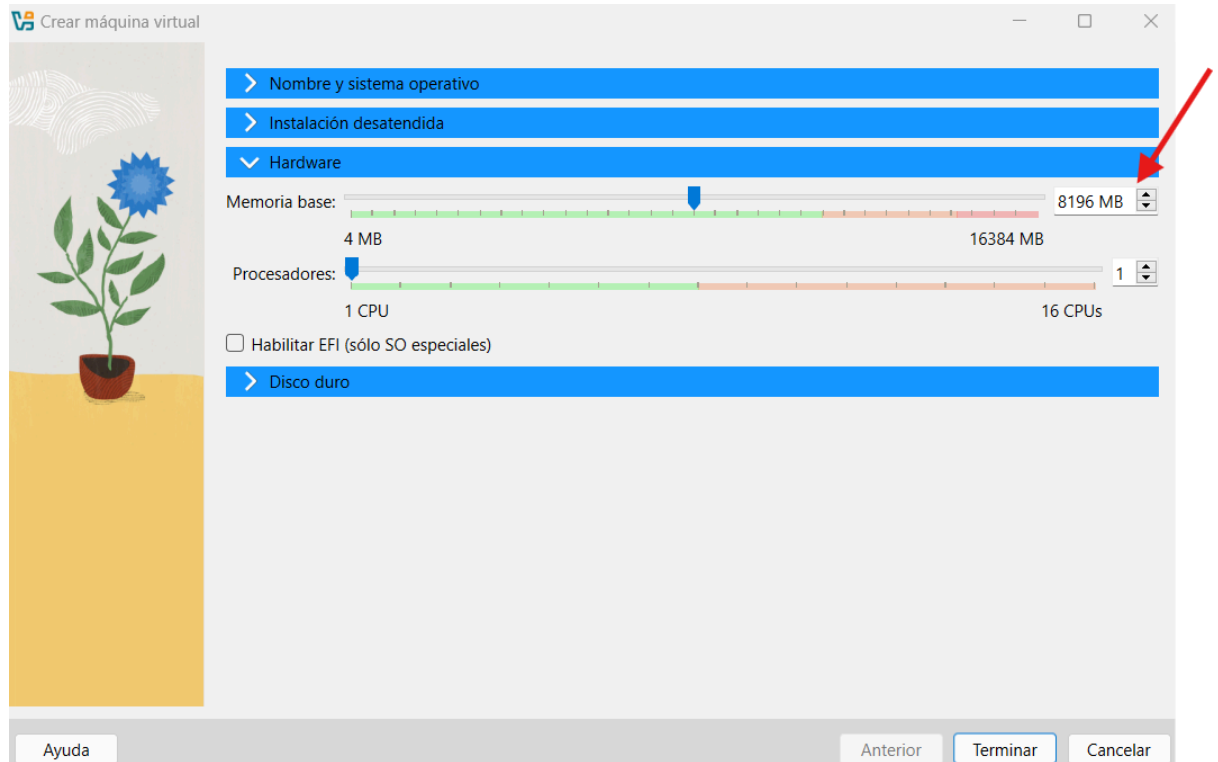 Crear máquina virtual
Nombre y sistema operativo
Instalación desatendida
Hardware
Memoria base: 8196 MB
4 MB 16384 MB
Procesadores: 1
1 CPU 16 CPUs
Habilitar EFI (sólo SO especiales)
Disco duro
Ayuda Anterior Terminar Cancelar